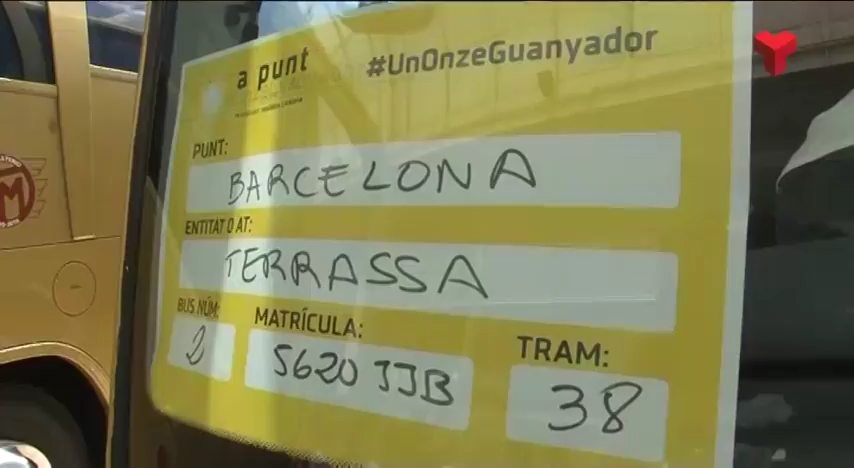 a punt
#UnOnzeGuanyador
PUNT:
BARCELONA
ENTITAT O AT:
TERRASSA
BUS NÚM:
2
MATRÍCULA:
5620 JJB
TRAM:
38
M